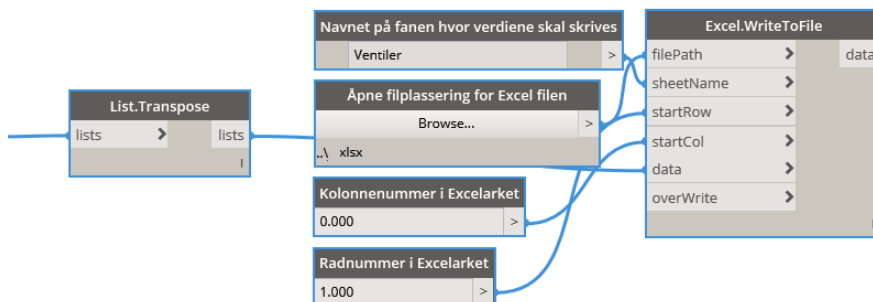 Navnet på fanen hvor verdiene skal skrives
Ventiler
>
Excel.WriteToFile
filePath
data
sheetName
startRow
startCol
data
overWrite
List.Transpose
lists
lists
Åpne filplassering for Excel filen
Browse...
>
..\ xlsx
Kolonnenummer i Excelarket
0.000
>
Radnummer i Excelarket
1.000
>